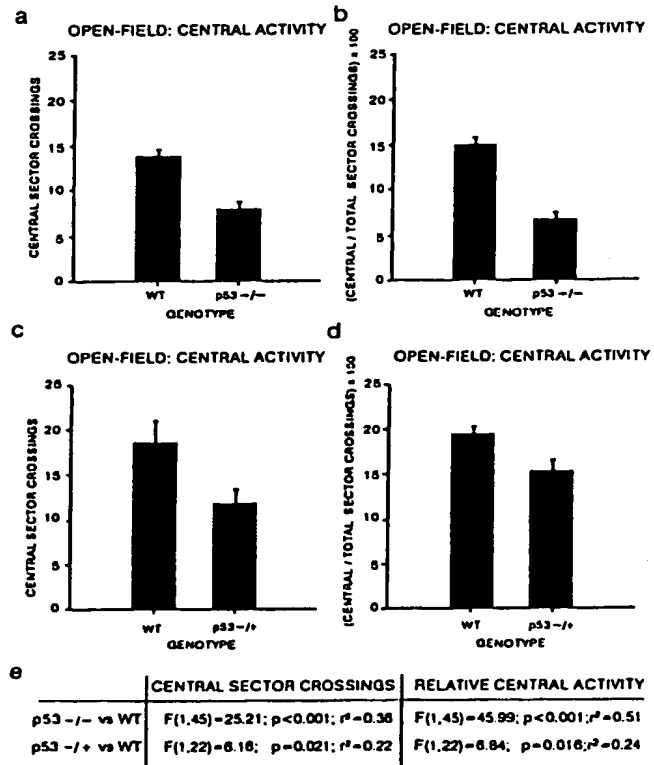 a
OPEN-FIELD: CENTRAL ACTIVITY
CENTRAL SECTOR CROSSINGS
25
20
15
10
5
0
WT p53 -/-
GENOTYPE
b
OPEN-FIELD: CENTRAL ACTIVITY
(CENTRAL / TOTAL SECTOR CROSSINGS) x 100
25
20
15
10
5
0
WT p53 -/-
GENOTYPE
c
OPEN-FIELD: CENTRAL ACTIVITY
CENTRAL SECTOR CROSSINGS
25
20
15
10
5
0
WT p53 -/+
GENOTYPE
d
OPEN-FIELD: CENTRAL ACTIVITY
(CENTRAL / TOTAL SECTOR CROSSINGS) x 100
25
20
15
10
5
0
WT p53 -/+
GENOTYPE
e
CENTRAL SECTOR CROSSINGS RELATIVE CENTRAL ACTIVITY
p53 -/- vs WT F(1,45)=25.21; p<0.001; r²=0.36 F(1,45)=45.99; p<0.001; r²=0.51
p53 -/+ vs WT F(1,22)=6.16; p=0.021; r²=0.22 F(1,22)=6.84; p=0.016; r²=0.24